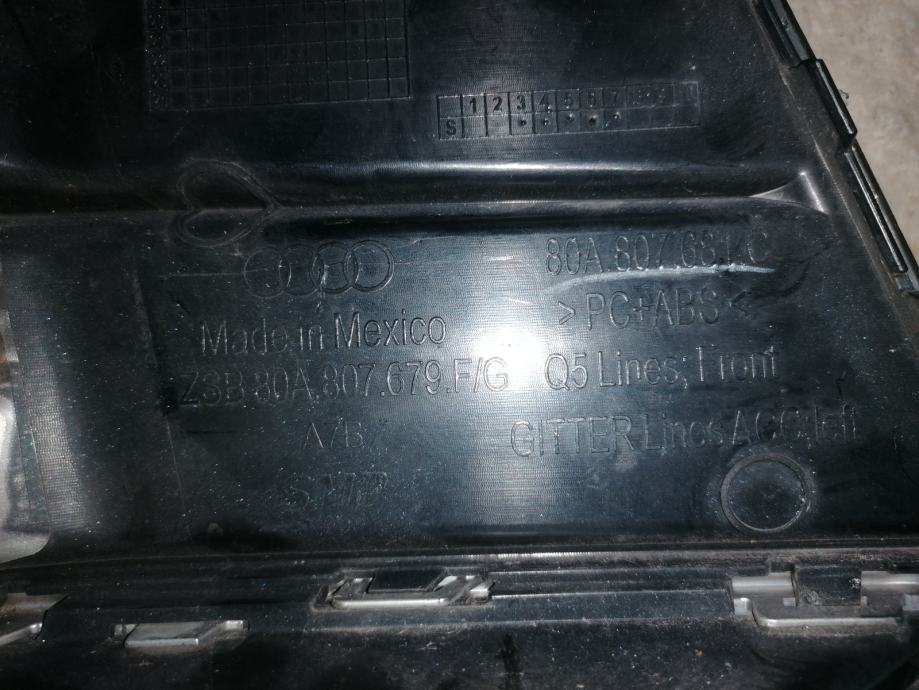 1 2 3 4 5 6 7
S
80A.807.681.C
Made in Mexico
>PC+ABS<
ZSB 80A.807.679.F/G
Q5 Lines; Front
A7B
GITTER Lines ACC; left